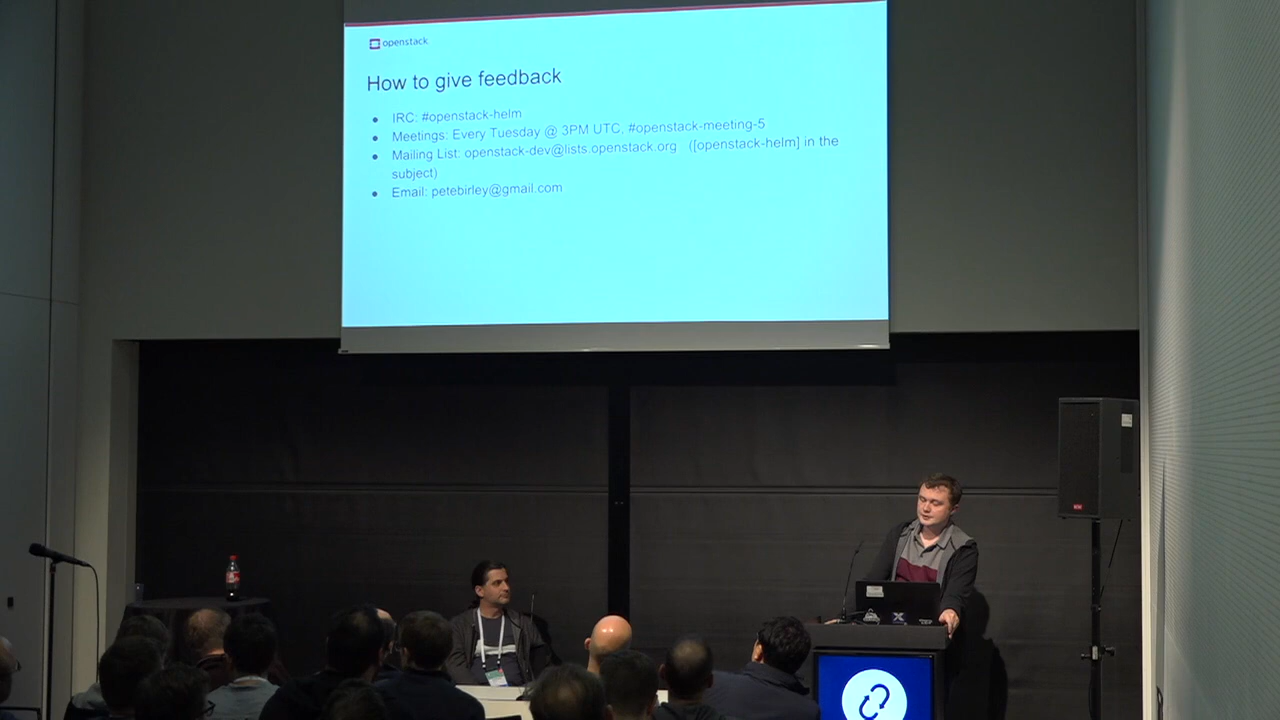 openstack
How to give feedback
● IRC: #openstack-helm
● Meetings: Every Tuesday @ 3PM UTC, #openstack-meeting-5
● Mailing List: openstack-dev@lists.openstack.org ([openstack-helm] in the
subject)
● Email: petebirley@gmail.com